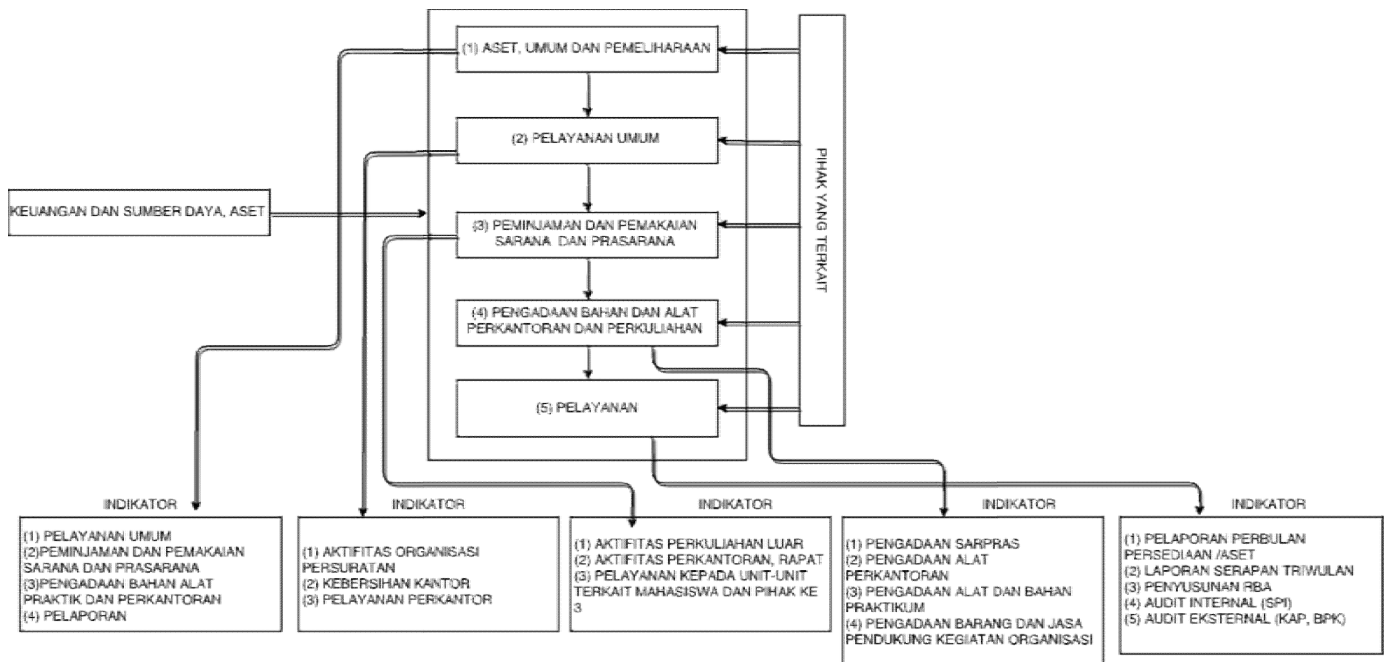 (1) ASET, UMUM DAN PEMELIHARAAN
(2) PELAYANAN UMUM
KEUANGAN DAN SUMBER DAYA, ASET
(3) PEMINJAMAN DAN PEMAKAIAN
SARANA DAN PRASARANA
(4) PENGADAAN BAHAN DAN ALAT
PERKANTORAN DAN PERKULIAHAN
(5) PELAYANAN
PIHAK YANG TERKAIT
INDIKATOR
(1) PELAYANAN UMUM
(2)PEMINJAMAN DAN PEMAKAIAN
SARANA DAN PRASARANA
(3)PENGADAAN BAHAN ALAT
PRAKTIK DAN PERKANTORAN
(4) PELAPORAN
INDIKATOR
(1) AKTIFITAS ORGANISASI
PERSURATAN
(2) KEBERSIHAN KANTOR
(3) PELAYANAN PERKANTOR
INDIKATOR
(1) AKTIFITAS PERKULIAHAN LUAR
(2) AKTIFITAS PERKANTORAN, RAPAT
(3) PELAYANAN KEPADA UNIT-UNIT
TERKAIT MAHASISWA DAN PIHAK KE
3
INDIKATOR
(1) PENGADAAN SARPRAS
(2) PENGADAAN ALAT
PERKANTORAN
(3) PENGADAAN ALAT DAN BAHAN
PRAKTIKUM
(4) PENGADAAN BARANG DAN JASA
PENDUKUNG KEGIATAN ORGANISASI
INDIKATOR
(1) PELAPORAN PERBULAN
PERSEDIAAN /ASET
(2) LAPORAN SERAPAN TRIWULAN
(3) PENYUSUNAN RBA
(4) AUDIT INTERNAL (SPI)
(5) AUDIT EKSTERNAL (KAP, BPK)